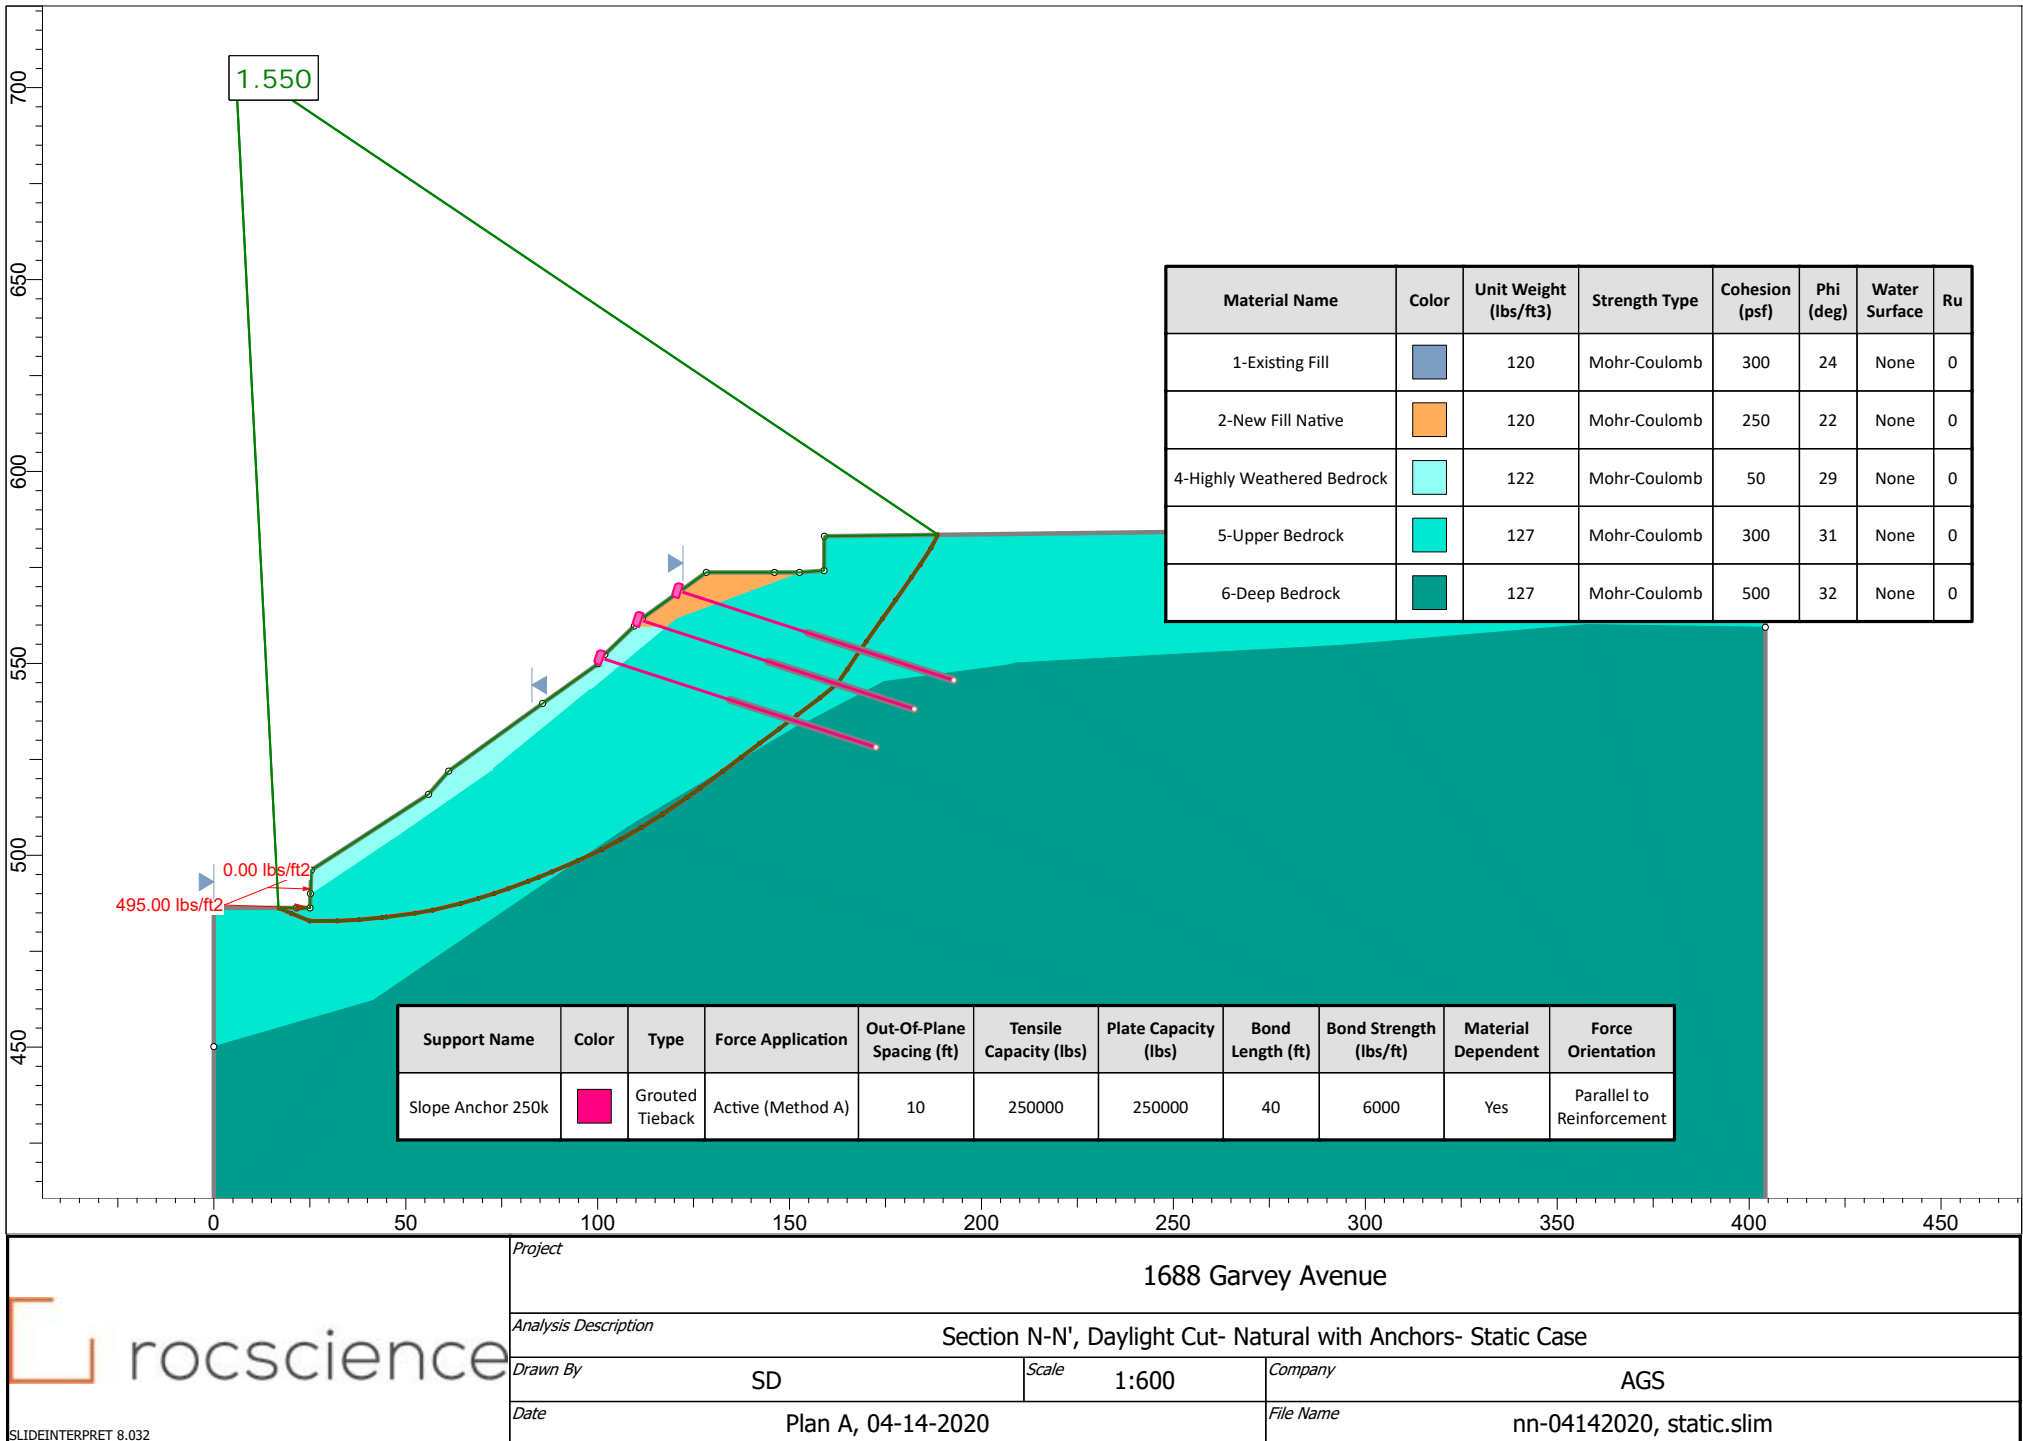 1.550
700
650
600
550
500
450
Material Name Color Unit Weight (lbs/ft3) Strength Type Cohesion (psf) Phi (deg) Water Surface Ru
1-Existing Fill 120 Mohr-Coulomb 300 24 None 0
2-New Fill Native 120 Mohr-Coulomb 250 22 None 0
4-Highly Weathered Bedrock 122 Mohr-Coulomb 50 29 None 0
5-Upper Bedrock 127 Mohr-Coulomb 300 31 None 0
6-Deep Bedrock 127 Mohr-Coulomb 500 32 None 0
0.00 lbs/ft2
495.00 lbs/ft2
Support Name Color Type Force Application Out-Of-Plane Spacing (ft) Tensile Capacity (lbs) Plate Capacity (lbs) Bond Length (ft) Bond Strength (lbs/ft) Material Dependent Force Orientation
Slope Anchor 250k Grouted Tieback Active (Method A) 10 250000 250000 40 6000 Yes Parallel to Reinforcement
0 50 100 150 200 250 300 350 400 450
rocscience
SLIDEINTERPRET 8.032
Project
1688 Garvey Avenue
Analysis Description
Section N-N', Daylight Cut- Natural with Anchors- Static Case
Drawn By SD Scale 1:600 Company AGS
Date Plan A, 04-14-2020 File Name nn-04142020, static.slim